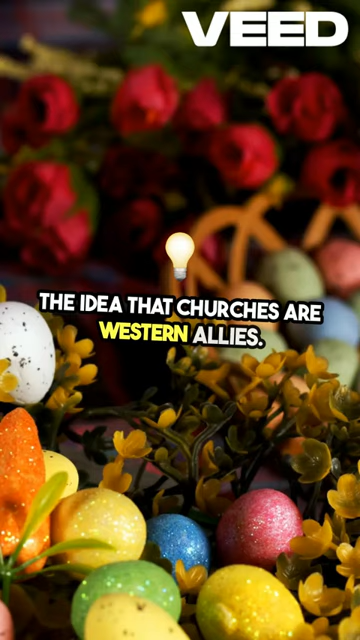 VEED
THE IDEA THAT CHURCHES ARE
WESTERN ALLIES.